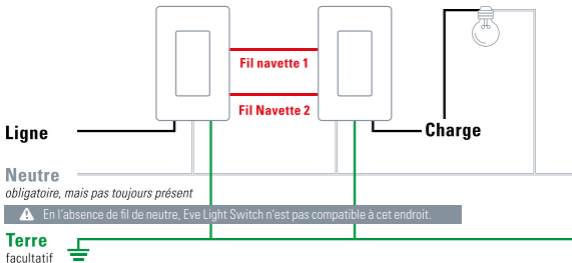 Fil navette 1
Fil Navette 2
Ligne
Charge
Neutre
obligatoire, mais pas toujours présent
En l'absence de fil de neutre, Eve Light Switch n'est pas compatible à cet endroit.
Terre
facultatif